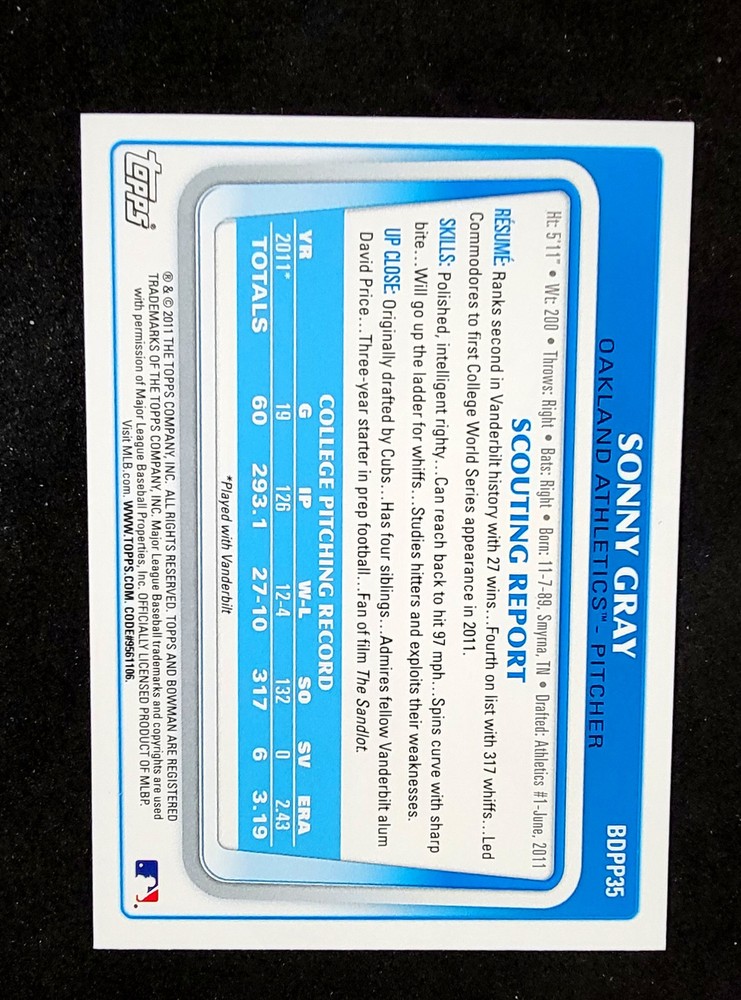 SONNY GRAY
BDPP35
OAKLAND ATHLETICS™ - PITCHER
Ht: 5'11" • Wt: 200 • Throws: Right • Bats: Right • Born: 11-7-89, Smyrna, TN • Drafted: Athletics #1-June, 2011
SCOUTING REPORT
RÉSUMÉ: Ranks second in Vanderbilt history with 27 wins...Fourth on list with 317 whiffs...Led
Commodores to first College World Series appearance in 2011.
SKILLS: Polished, intelligent righty...Can reach back to hit 97 mph...Spins curve with sharp
bite...Will go up the ladder for whiffs...Studies hitters and exploits their weaknesses.
UP CLOSE: Originally drafted by Cubs...Has four siblings...Admires fellow Vanderbilt alum
David Price...Three-year starter in prep football...Fan of film The Sandlot.
COLLEGE PITCHING RECORD
YR G IP W-L SO SV ERA
2011* 19 126 12-4 132 0 2.43
TOTALS 60 293.1 27-10 317 6 3.19
*Played with Vanderbilt
topps®
® & © 2011 THE TOPPS COMPANY, INC. ALL RIGHTS RESERVED. TOPPS AND BOWMAN ARE REGISTERED
TRADEMARKS OF THE TOPPS COMPANY, INC. Major League Baseball trademarks and copyrights are used
with permission of Major League Baseball Properties, Inc. OFFICIALLY LICENSED PRODUCT OF MLBP.
Visit MLB.com. WWW.TOPPS.COM. CODE#9561106.